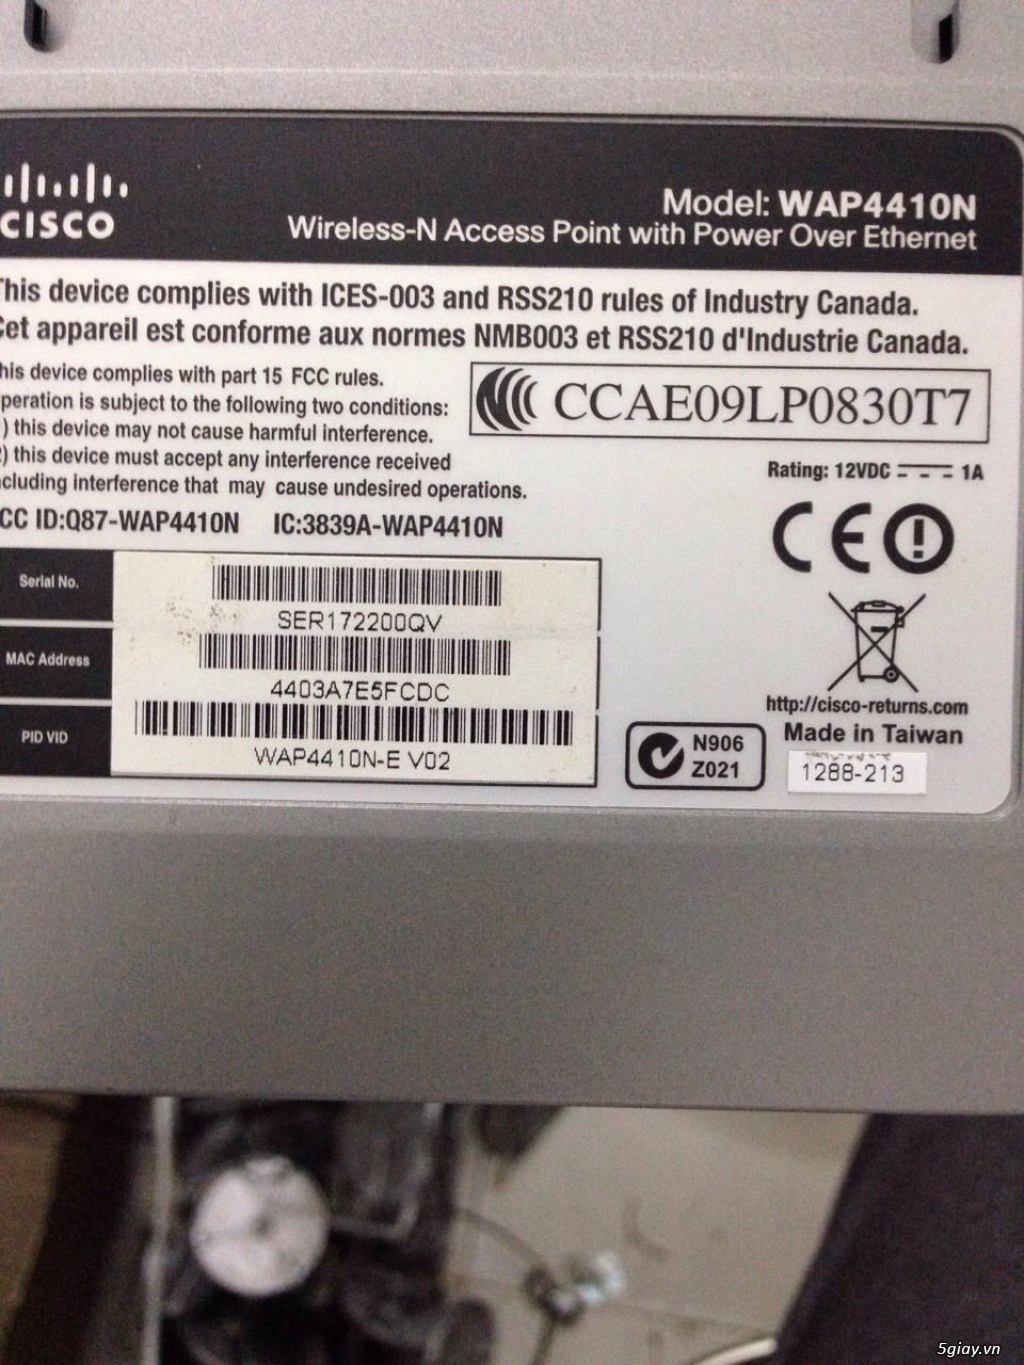 CISCO
Model: WAP4410N
Wireless-N Access Point with Power Over Ethernet
This device complies with ICES-003 and RSS210 rules of Industry Canada.
Cet appareil est conforme aux normes NMB003 et RSS210 d'Industrie Canada.
his device complies with part 15 FCC rules.
peration is subject to the following two conditions:
) this device may not cause harmful interference.
) this device must accept any interference received
cluding interference that may cause undesired operations.
CCAE09LP0830T7
Rating: 12VDC 1A
CC ID:Q87-WAP4410N IC:3839A-WAP4410N
CE
Serial No.
SER172200QV
MAC Address
4403A7E5FCDC
PID VID
WAP4410N-E V02
N906
Z021
http://cisco-returns.com
Made in Taiwan
1288-213
5giay.vn